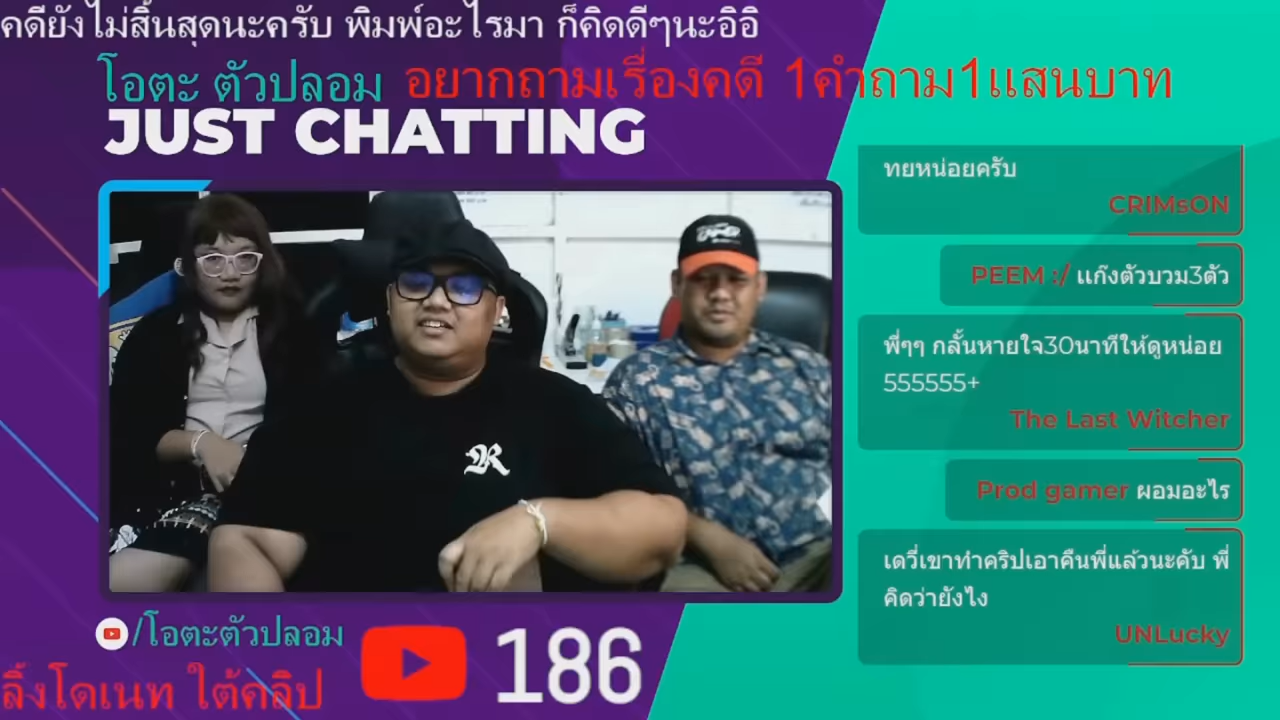 คดียังไม่สิ้นสุดนะครับ พิมพ์อะไรมา ก็คิดดีๆนะอิอิ
โอตะ ตัวปลอม อยากถามเรื่องคดี 1คำถาม1แสนบาท
JUST CHATTING
ทยหน่อยครับ
CRIMsON
PEEM :/ แก๊งตัวบวม3ตัว
พี่ๆๆ กลั้นหายใจ30นาทีให้ดูหน่อย
555555+
The Last Witcher
Prod gamer ผอมอะไร
เดวี่เขาทำคริปเอาคืนพี่แล้วนะคับ พี่
คิดว่ายังไง
UNLucky
R
/โอตะตัวปลอม
186
ลิ้งโดเนท ใต้คลิป